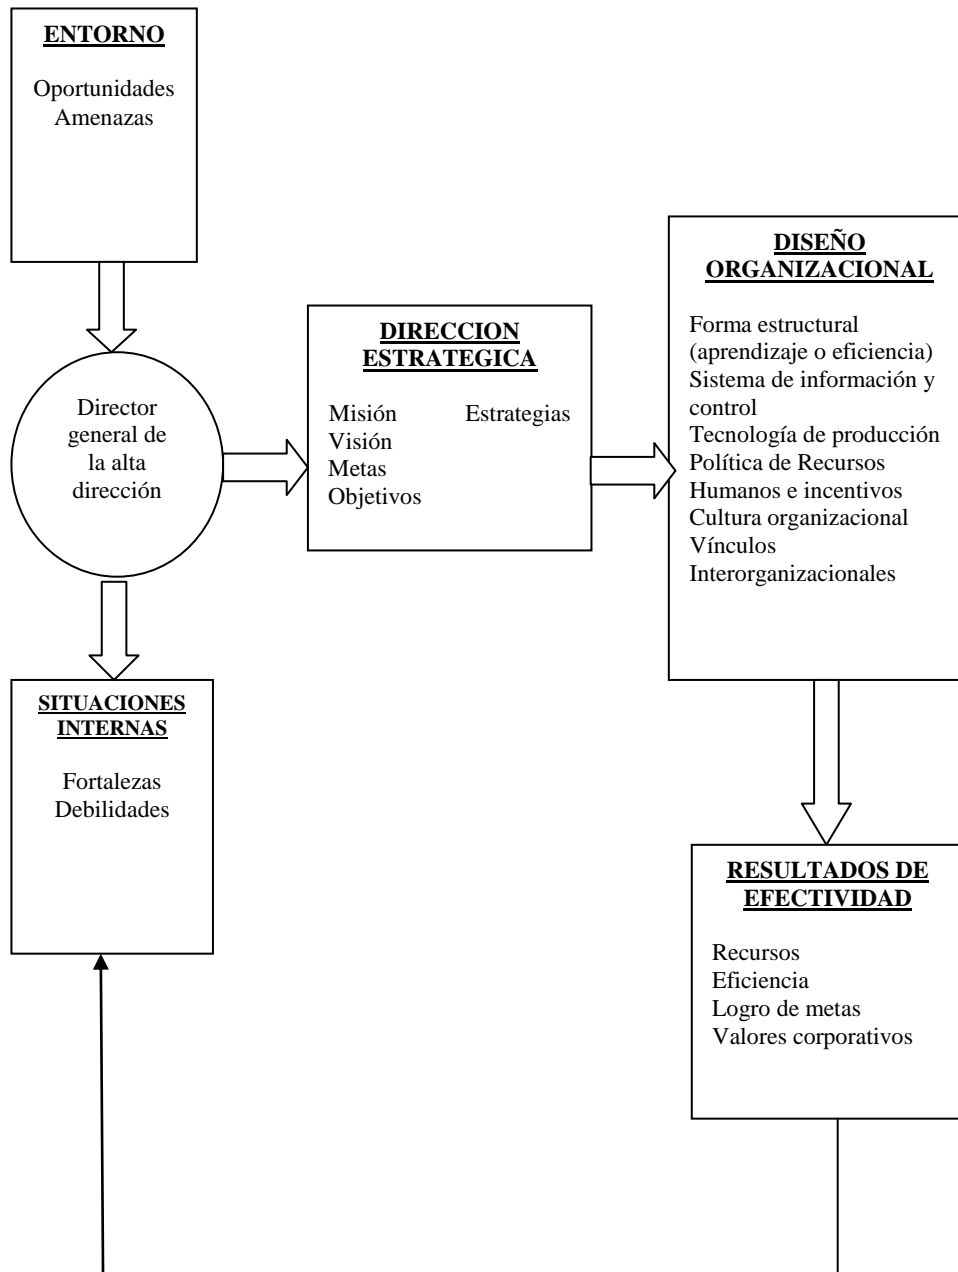 ENTORNO
Oportunidades
Amenazas
Director
general de
la alta
dirección
SITUACIONES
INTERNAS
Fortalezas
Debilidades
DIRECCION
ESTRATEGICA
Misión Estrategias
Visión
Metas
Objetivos
DISEÑO
ORGANIZACIONAL
Forma estructural
(aprendizaje o eficiencia)
Sistema de información y
control
Tecnología de producción
Política de Recursos
Humanos e incentivos
Cultura organizacional
Vínculos
Interorganizacionales
RESULTADOS DE
EFECTIVIDAD
Recursos
Eficiencia
Logro de metas
Valores corporativos